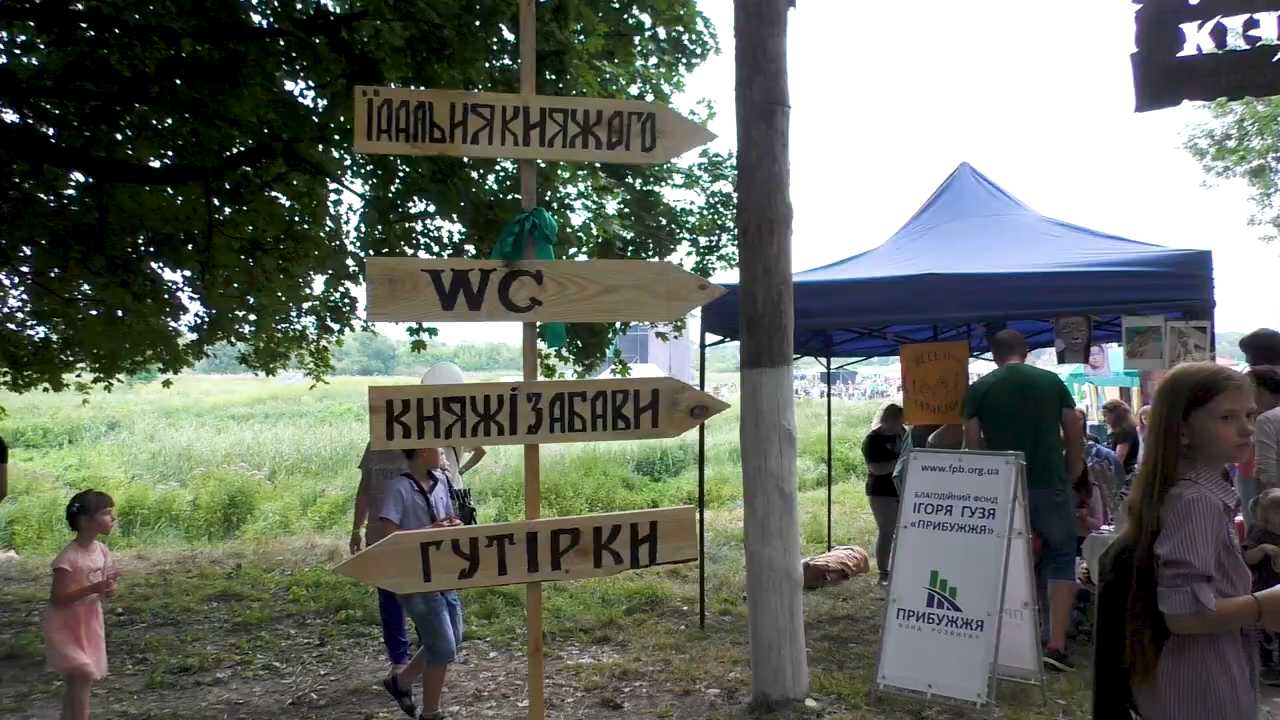 ЇДАЛЬНЯ КНЯЖОГО
WC
КНЯЖІ ЗАБАВИ
ГУТІРКИ
www.fpb.org.ua
БЛАГОДІЙНИЙ ФОНД
ІГОРЯ ГУЗЯ
«ПРИБУЖЖЯ»
ПРИБУЖЖЯ
ФОНД РОЗВИТКУ